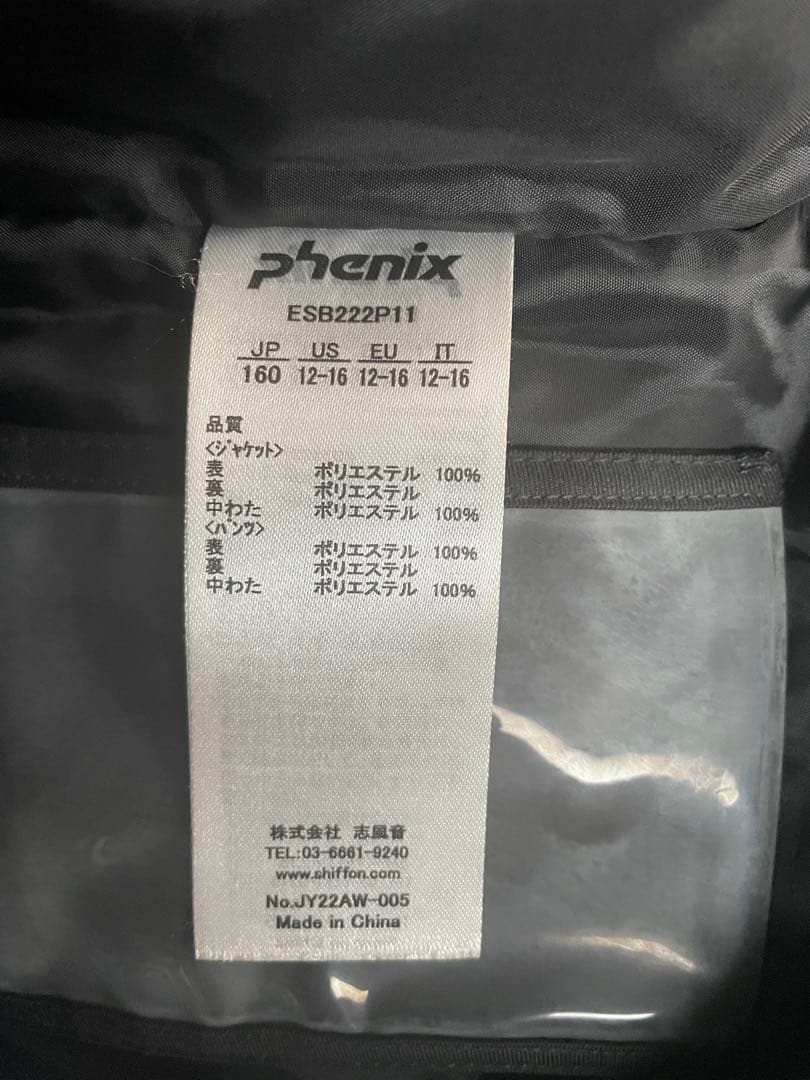 phenix
ESB222P11
JP US EU IT
160 12-16 12-16 12-16
品質
<ジャケット>
表 ポリエステル 100%
裏 ポリエステル
中わた ポリエステル 100%
<パンツ>
表 ポリエステル 100%
裏 ポリエステル
中わた ポリエステル 100%
株式会社 志風音
TEL:03-6661-9240
www.shiffon.com
No.JY22AW-005
Made in China